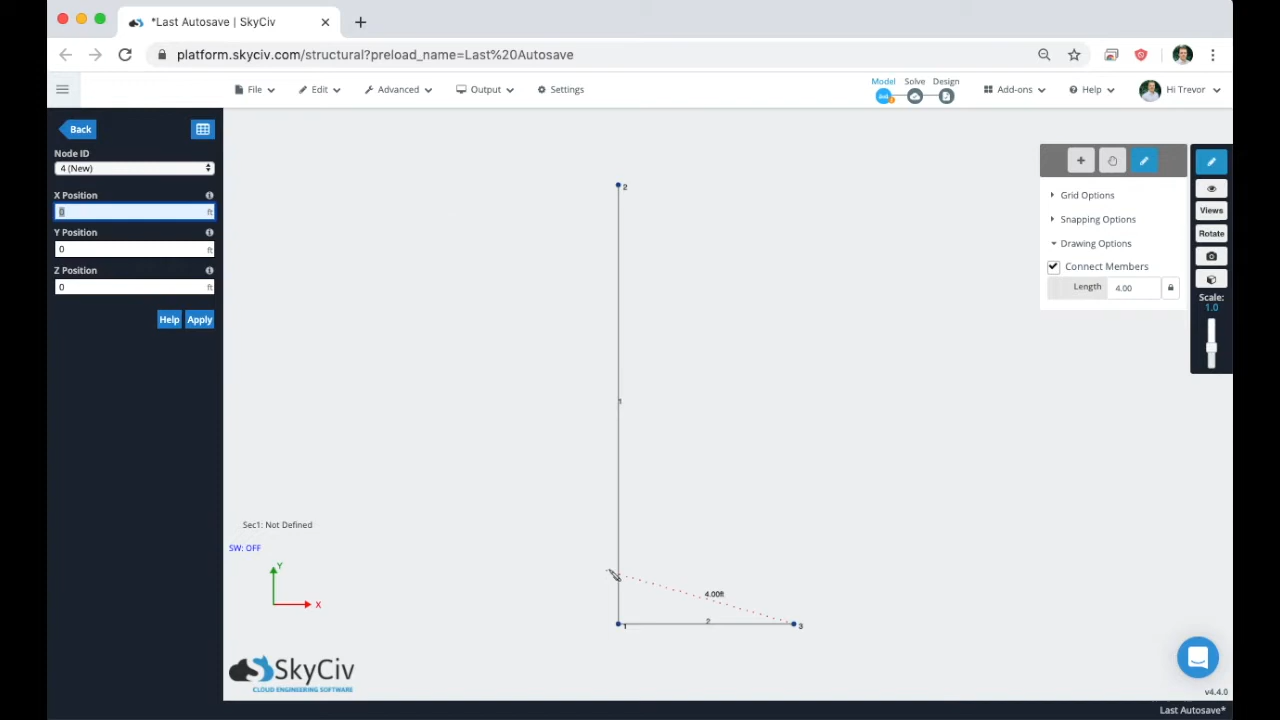 *Last Autosave | SkyCiv
platform.skyciv.com/structural?preload_name=Last%20Autosave
File Edit Advanced Output Settings
Model Solve Design
Add-ons Help Hi Trevor
Back
Node ID
4 (New)
X Position
0 ft
Y Position
0 ft
Z Position
0 ft
Help Apply
2
1
4.00ft
2
1
3
Sec1: Not Defined
SW: OFF
Y
X
SkyCiv
CLOUD ENGINEERING SOFTWARE
Grid Options
Snapping Options
Drawing Options
Connect Members
Length 4.00
Views
Rotate
Scale:
1.0
v4.4.0
Last Autosave*